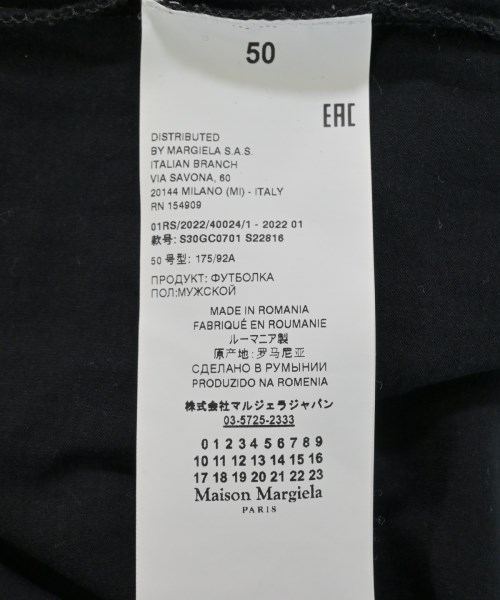 50
EAC
DISTRIBUTED
BY MARGIELA S.A.S.
ITALIAN BRANCH
VIA SAVONA, 60
20144 MILANO (MI) - ITALY
RN 154909
01RS/2022/40024/1 - 2022 01
款号: S30GC0701 S22816
50 号型: 175/92A
ПРОДУКТ: ФУТБОЛКА
ПОЛ:МУЖСКОЙ
MADE IN ROMANIA
FABRIQUÉ EN ROUMANIE
ルーマニア製
原产地: 罗马尼亚
СДЕЛАНО В РУМЫНИИ
PRODUZIDO NA ROMENIA
株式会社マルジェラジャパン
03-5725-2333
0 1 2 3 4 5 6 7 8 9
10 11 12 13 14 15 16
17 18 19 20 21 22 23
Maison Margiela
PARIS